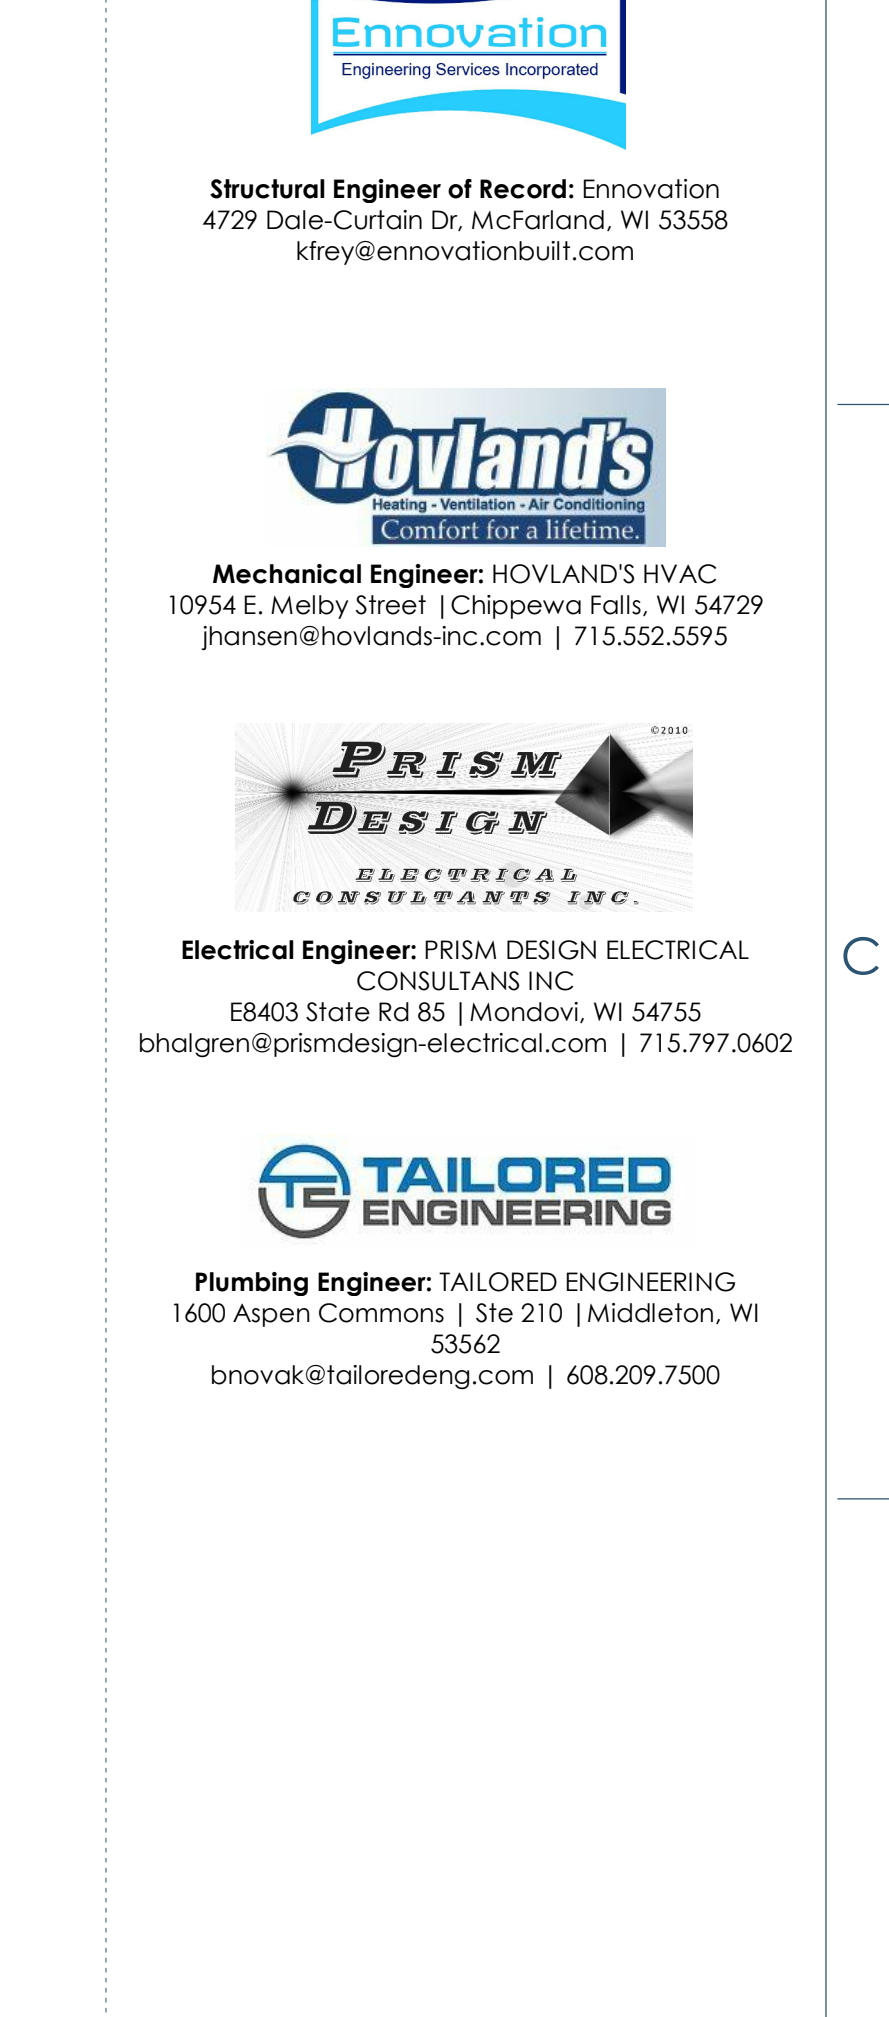 Ennovation
Engineering Services Incorporated
Structural Engineer of Record: Ennovation
4729 Dale-Curtain Dr, McFarland, WI 53558
kfrey@ennovationbuilt.com
Hovland's
Heating - Ventilation - Air Conditioning
Comfort for a lifetime.
Mechanical Engineer: HOVLAND'S HVAC
10954 E. Melby Street |Chippewa Falls, WI 54729
jhansen@hovlands-inc.com | 715.552.5595
©2010
PRISM
DESIGN
ELECTRICAL
CONSULTANTS INC.
Electrical Engineer: PRISM DESIGN ELECTRICAL
CONSULTANS INC
E8403 State Rd 85 |Mondovi, WI 54755
bhalgren@prismdesign-electrical.com | 715.797.0602
C
TE TAILORED
ENGINEERING
Plumbing Engineer: TAILORED ENGINEERING
1600 Aspen Commons | Ste 210 |Middleton, WI
53562
bnovak@tailoredeng.com | 608.209.7500